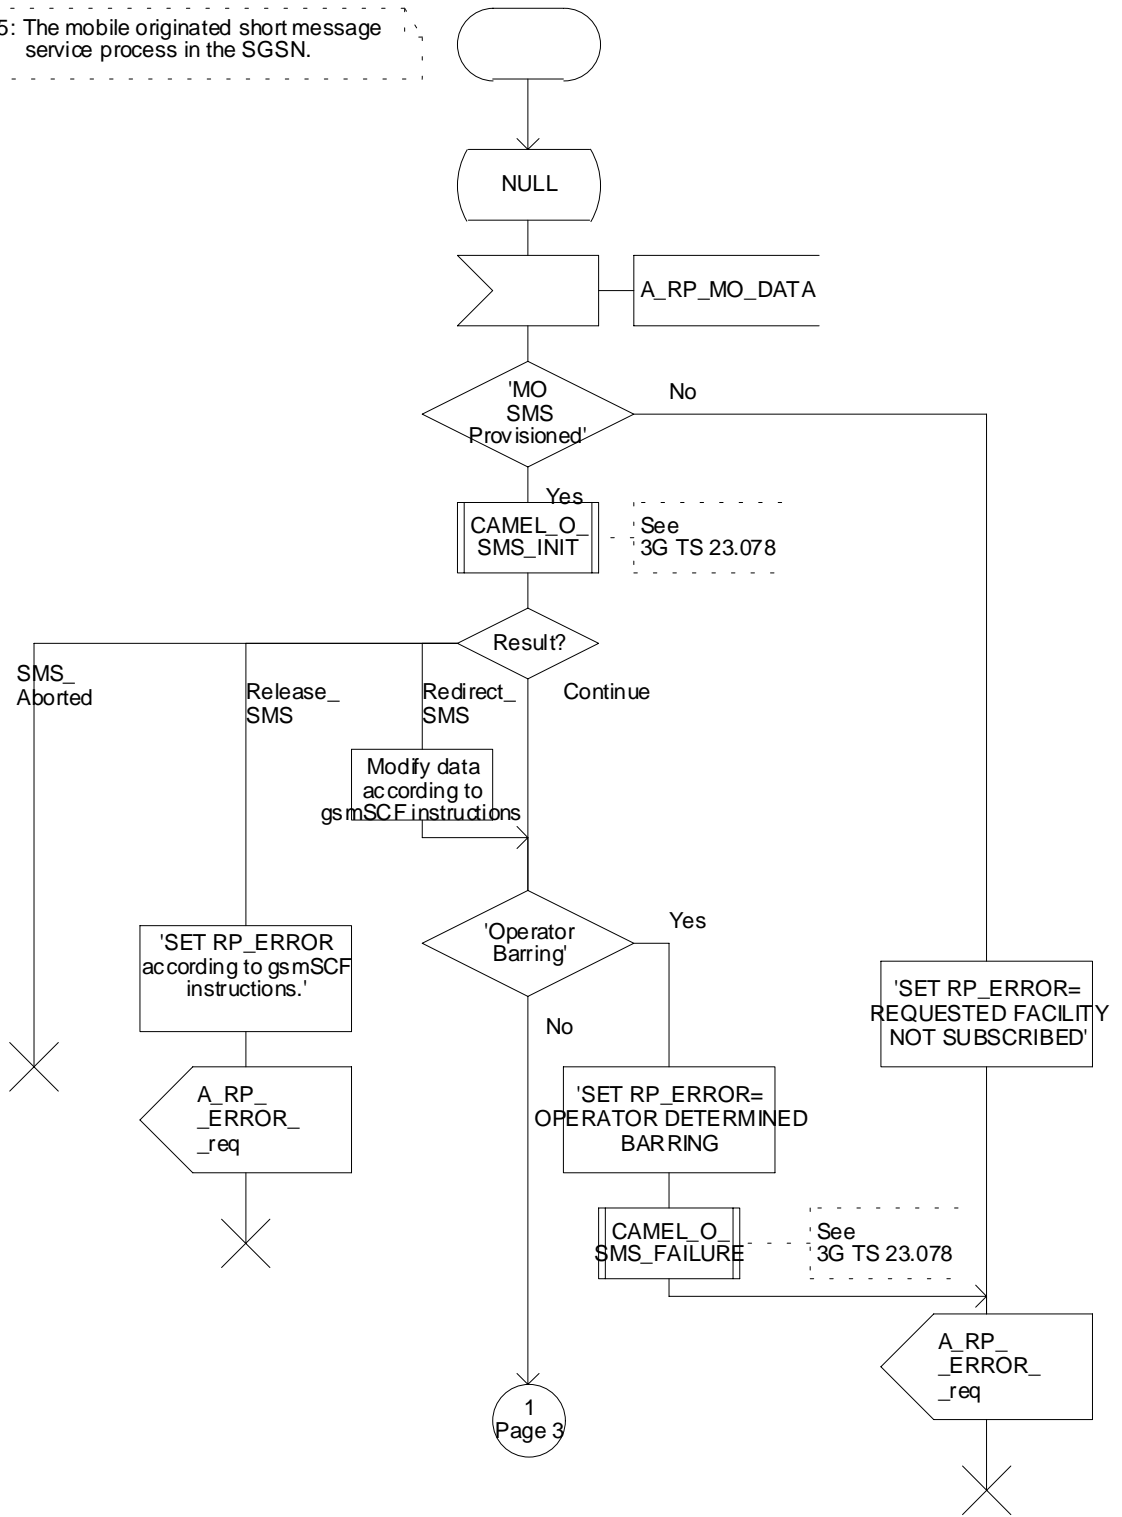 5: The mobile originated short message
service process in the SGSN.
NULL
A_RP_MO_DATA
'MO
SMS
Provisioned'
No
Yes
CAMEL_O_
SMS_INIT
See
3G TS 23.078
Result?
SMS_
Aborted
Release_
SMS
Redirect_
SMS
Continue
Modify data
according to
gsmSCF instructions
'Operator
Barring'
Yes
No
'SET RP_ERROR
according to gsmSCF
instructions.'
'SET RP_ERROR=
REQUESTED FACILITY
NOT SUBSCRIBED'
A_RP_
_ERROR_
_req
'SET RP_ERROR=
OPERATOR DETERMINED
BARRING
CAMEL_O_
SMS_FAILURE
See
3G TS 23.078
A_RP_
_ERROR_
_req
1
Page 3